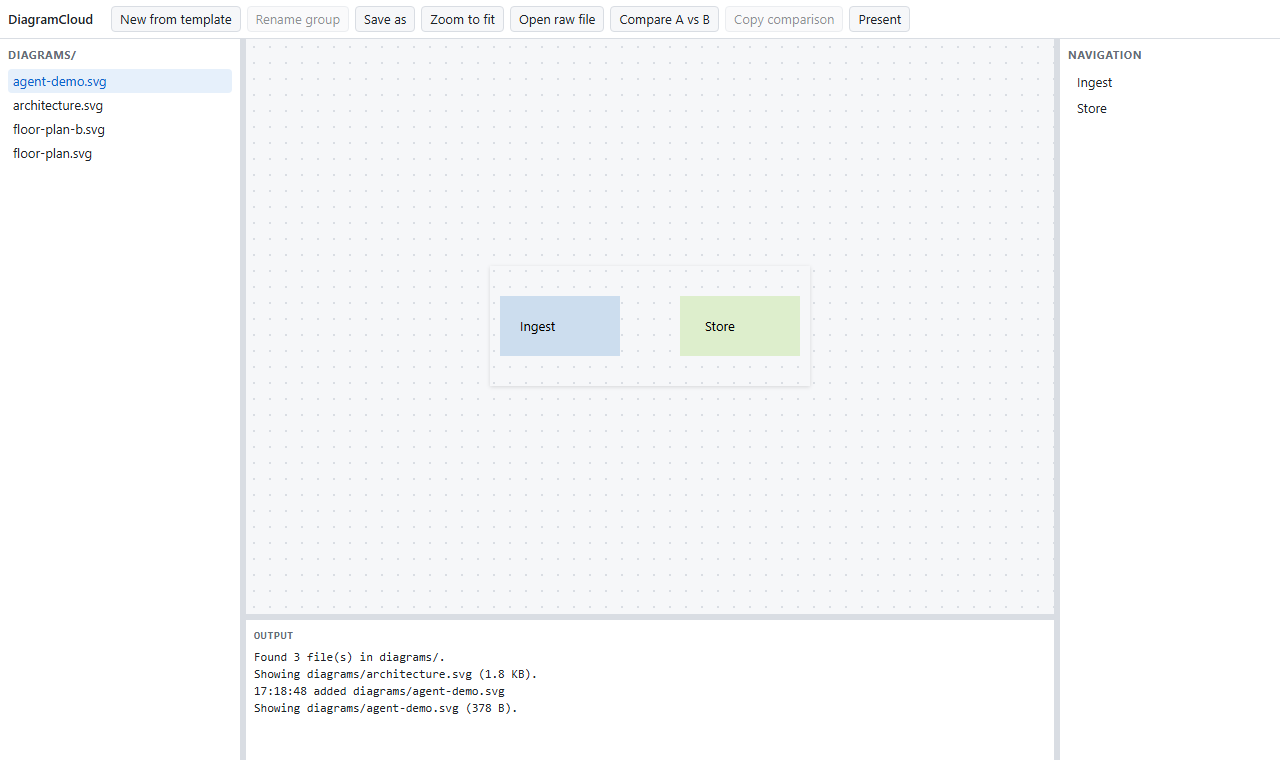 DiagramCloud New from template Rename group Save as Zoom to fit Open raw file Compare A vs B Copy comparison Present
DIAGRAMS/
agent-demo.svg
architecture.svg
floor-plan-b.svg
floor-plan.svg
Ingest Store
OUTPUT
Found 3 file(s) in diagrams/.
Showing diagrams/architecture.svg (1.8 KB).
17:18:48 added diagrams/agent-demo.svg
Showing diagrams/agent-demo.svg (378 B).
NAVIGATION
Ingest
Store